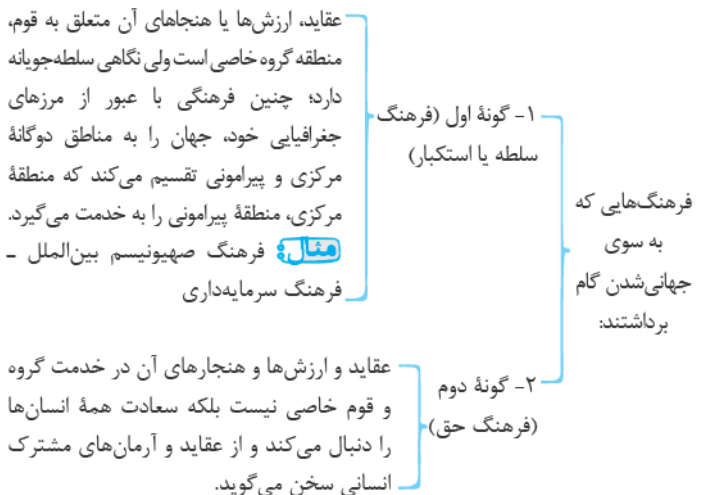 فرهنگ‌هایی که
به سوی
جهانی‌شدن گام
برداشتند:
۱- گونهٔ اول (فرهنگ
سلطه یا استکبار)
عقاید، ارزش‌ها یا هنجاهای آن متعلق به قوم،
منطقه گروه خاصی است ولی نگاهی سلطه‌جویانه
دارد؛ چنین فرهنگی با عبور از مرزهای
جغرافیایی خود، جهان را به مناطق دوگانهٔ
مرکزی و پیرامونی تقسیم می‌کند که منطقهٔ
مرکزی، منطقهٔ پیرامونی را به خدمت می‌گیرد.
مثال: فرهنگ صهیونیسم بین‌الملل ـ
فرهنگ سرمایه‌داری
۲- گونهٔ دوم
(فرهنگ حق)
عقاید و ارزش‌ها و هنجارهای آن در خدمت گروه
و قوم خاصی نیست بلکه سعادت همهٔ انسان‌ها
را دنبال می‌کند و از عقاید و آرمان‌های مشترک
انسانی سخن می‌گوید.